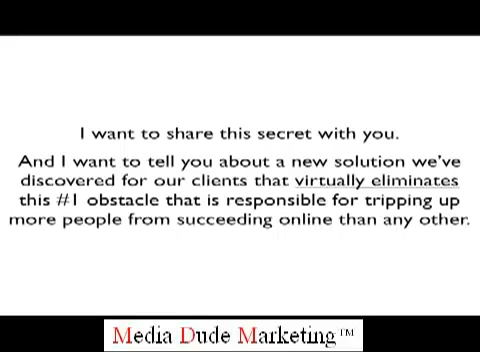 I want to share this secret with you.
And I want to tell you about a new solution we've
discovered for our clients that virtually eliminates
this #1 obstacle that is responsible for tripping up
more people from succeeding online than any other.
Media Dude Marketing™